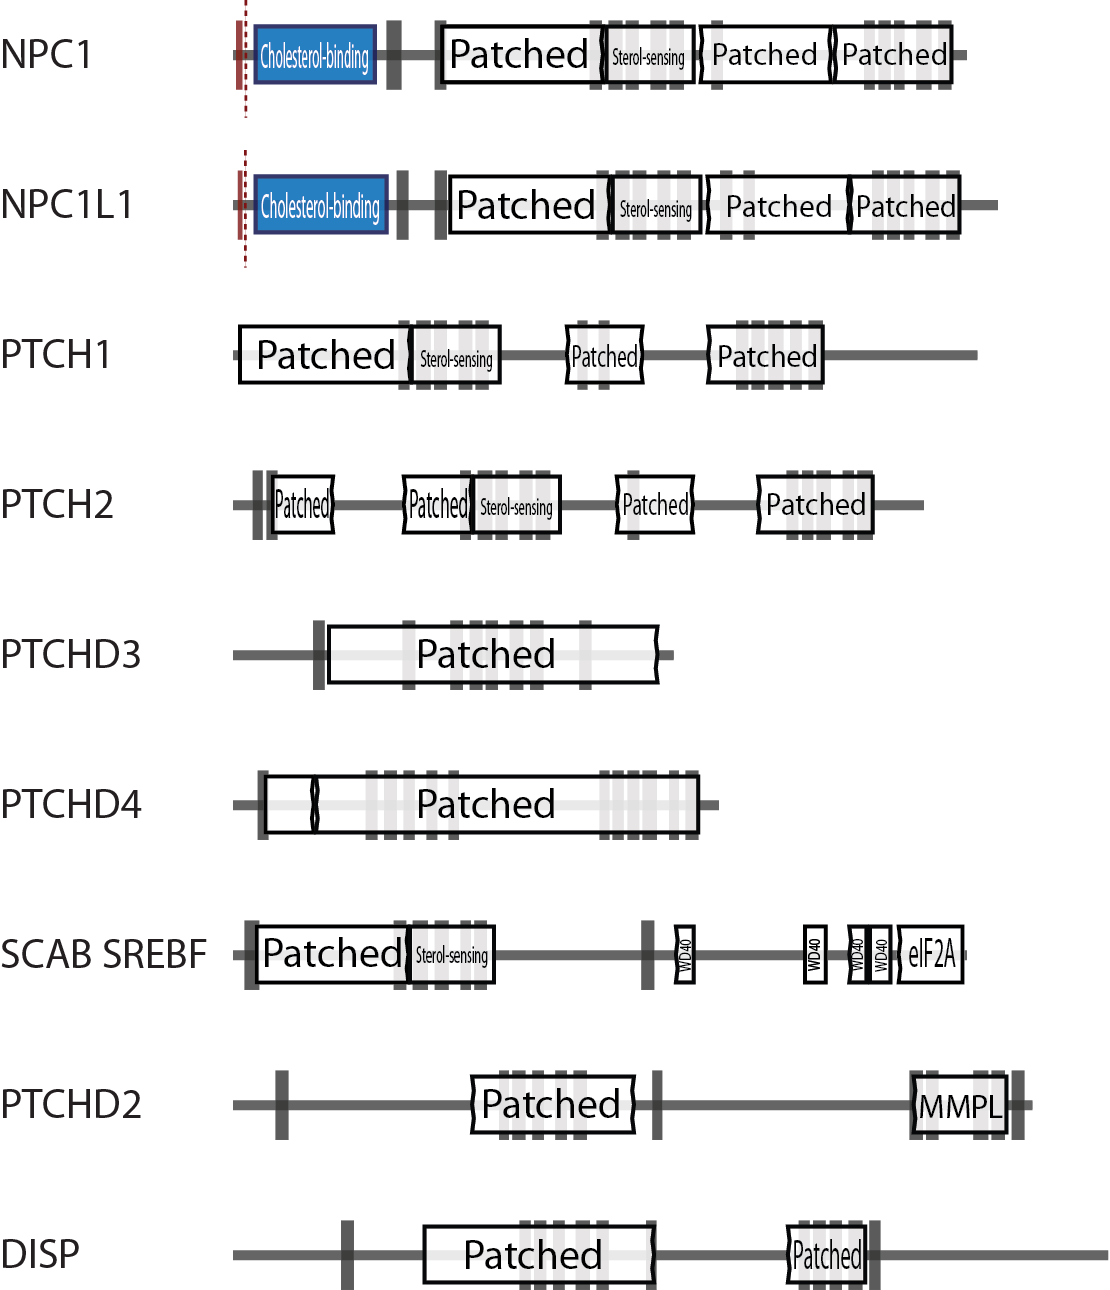 NPC1 Cholesterol-binding Patched Sterol-sensing Patched Patched
NPC1L1 Cholesterol-binding Patched Sterol-sensing Patched Patched
PTCH1 Patched Sterol-sensing Patched Patched
PTCH2 Patched Patched Sterol-sensing Patched Patched
PTCHD3 Patched
PTCHD4 Patched
SCAB SREBF Patched Sterol-sensing WD40 WD40 WD40 WD40 eIF2A
PTCHD2 Patched MMPL
DISP Patched Patched